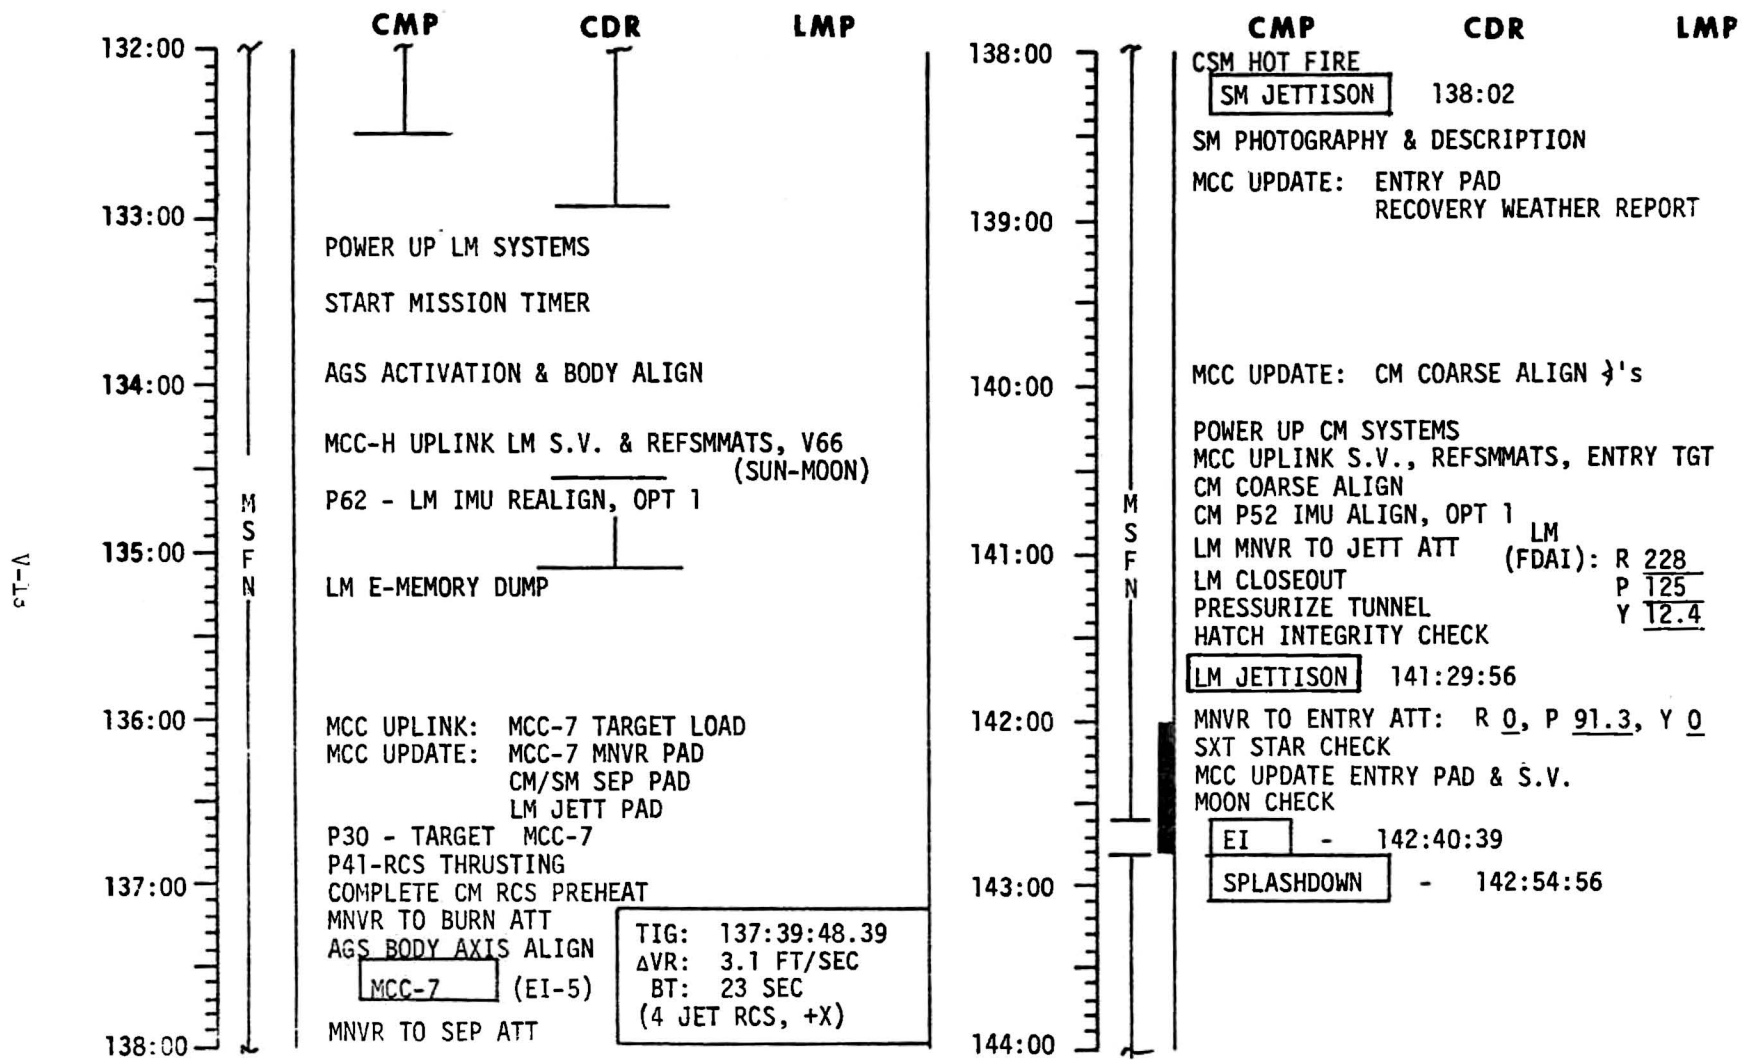 CMP CDR LMP
132:00
133:00
POWER UP LM SYSTEMS
START MISSION TIMER
134:00
AGS ACTIVATION & BODY ALIGN
MCC-H UPLINK LM S.V. & REFSMMATS, V66
(SUN-MOON)
P62 - LM IMU REALIGN, OPT 1
MSFN
135:00
LM E-MEMORY DUMP
136:00
MCC UPLINK: MCC-7 TARGET LOAD
MCC UPDATE: MCC-7 MNVR PAD
CM/SM SEP PAD
LM JETT PAD
P30 - TARGET MCC-7
P41-RCS THRUSTING
137:00
COMPLETE CM RCS PREHEAT
MNVR TO BURN ATT
AGS BODY AXIS ALIGN
MCC-7 (EI-5)
TIG: 137:39:48.39
ΔVR: 3.1 FT/SEC
BT: 23 SEC
(4 JET RCS, +X)
MNVR TO SEP ATT
138:00
CMP CDR LMP
138:00
CSM HOT FIRE
SM JETTISON 138:02
SM PHOTOGRAPHY & DESCRIPTION
MCC UPDATE: ENTRY PAD
RECOVERY WEATHER REPORT
139:00
140:00
MCC UPDATE: CM COARSE ALIGN ∡'s
POWER UP CM SYSTEMS
MCC UPLINK S.V., REFSMMATS, ENTRY TGT
CM COARSE ALIGN
CM P52 IMU ALIGN, OPT 1
MSFN
141:00
LM MNVR TO JETT ATT LM
(FDAI): R 228
LM CLOSEOUT P 125
PRESSURIZE TUNNEL Y 12.4
HATCH INTEGRITY CHECK
LM JETTISON 141:29:56
142:00
MNVR TO ENTRY ATT: R 0, P 91.3, Y 0
SXT STAR CHECK
MCC UPDATE ENTRY PAD & S.V.
MOON CHECK
EI - 142:40:39
143:00
SPLASHDOWN - 142:54:56
144:00